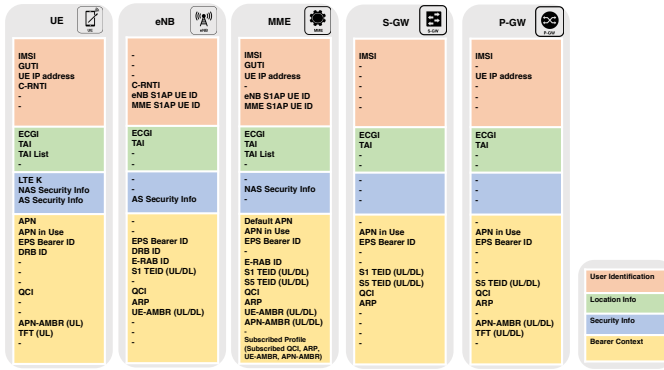 UE
UE
IMSI
GUTI
UE IP address
C-RNTI
-
-
ECGI
TAI
TAI List
-
LTE K
NAS Security Info
AS Security Info
APN
APN in Use
EPS Bearer ID
DRB ID
-
-
-
QCI
-
-
APN-AMBR (UL)
TFT (UL)
-
eNB
eNB
-
-
-
C-RNTI
eNB S1AP UE ID
MME S1AP UE ID
ECGI
TAI
-
-
-
-
AS Security Info
-
-
EPS Bearer ID
DRB ID
E-RAB ID
S1 TEID (UL/DL)
-
QCI
ARP
UE-AMBR (UL/DL)
-
-
-
MME
MME
IMSI
GUTI
UE IP address
-
eNB S1AP UE ID
MME S1AP UE ID
ECGI
TAI
TAI List
-
-
NAS Security Info
-
Default APN
APN in Use
EPS Bearer ID
-
E-RAB ID
S1 TEID (UL/DL)
S5 TEID (UL/DL)
QCI
ARP
UE-AMBR (UL/DL)
APN-AMBR (UL/DL)
-
Subscribed Profile
(Subscribed QCI, ARP,
UE-AMBR, APN-AMBR)
S-GW
S-GW
IMSI
-
-
-
-
-
ECGI
TAI
-
-
-
-
-
-
APN in Use
EPS Bearer ID
-
-
S1 TEID (UL/DL)
S5 TEID (UL/DL)
QCI
ARP
-
-
-
-
P-GW
P-GW
IMSI
-
UE IP address
-
-
-
ECGI
TAI
-
-
-
-
-
-
APN in Use
EPS Bearer ID
-
-
-
S5 TEID (UL/DL)
QCI
ARP
-
APN-AMBR (UL/DL)
TFT (UL/DL)
-
User Identification
Location Info
Security Info
Bearer Context